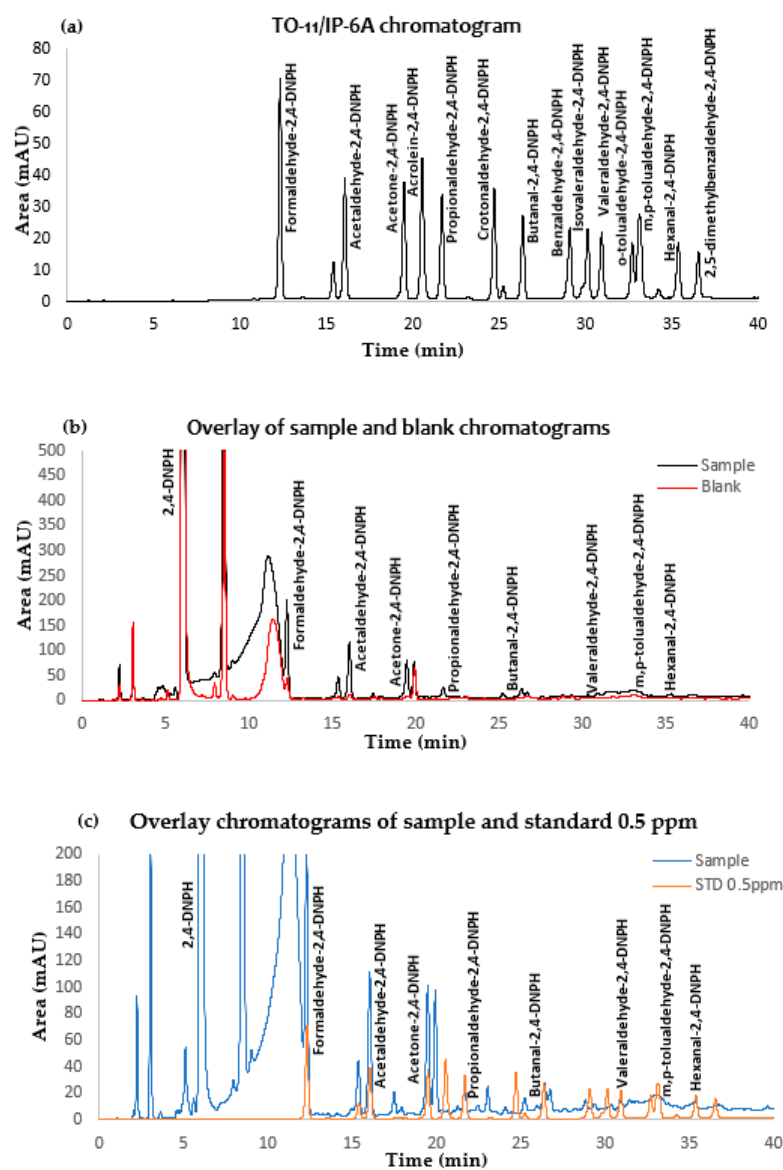 (a)
TO-11/IP-6A chromatogram
80
70
60
50
40
30
20
10
0
Area (mAU)
Formaldehyde-2,4-DNPH
Acetaldehyde-2,4-DNPH
Acetone-2,4-DNPH
Acrolein-2,4-DNPH
Propionaldehyde-2,4-DNPH
Crotonaldehyde-2,4-DNPH
Butanal-2,4-DNPH
Benzaldehyde-2,4-DNPH
Isovaleraldehyde-2,4-DNPH
Valeraldehyde-2,4-DNPH
o-tolualdehyde-2,4-DNPH
m,p-tolualdehyde-2,4-DNPH
Hexanal-2,4-DNPH
2,5-dimethylbenzaldehyde-2,4-DNPH
0 5 10 15 20 25 30 35 40
Time (min)
(b)
Overlay of sample and blank chromatograms
500
450
400
350
300
250
200
150
100
50
0
Area (mAU)
Sample
Blank
2,4-DNPH
Formaldehyde-2,4-DNPH
Acetaldehyde-2,4-DNPH
Acetone-2,4-DNPH
Propionaldehyde-2,4-DNPH
Butanal-2,4-DNPH
Valeraldehyde-2,4-DNPH
m,p-tolualdehyde-2,4-DNPH
Hexanal-2,4-DNPH
0 5 10 15 20 25 30 35 40
Time (min)
(c)
Overlay chromatograms of sample and standard 0.5 ppm
200
180
160
140
120
100
80
60
40
20
0
Area (mAU)
Sample
STD 0.5ppm
2,4-DNPH
Formaldehyde-2,4-DNPH
Acetaldehyde-2,4-DNPH
Acetone-2,4-DNPH
Propionaldehyde-2,4-DNPH
Butanal-2,4-DNPH
Valeraldehyde-2,4-DNPH
m,p-tolualdehyde-2,4-DNPH
Hexanal-2,4-DNPH
0 5 10 15 20 25 30 35 40
Time (min)